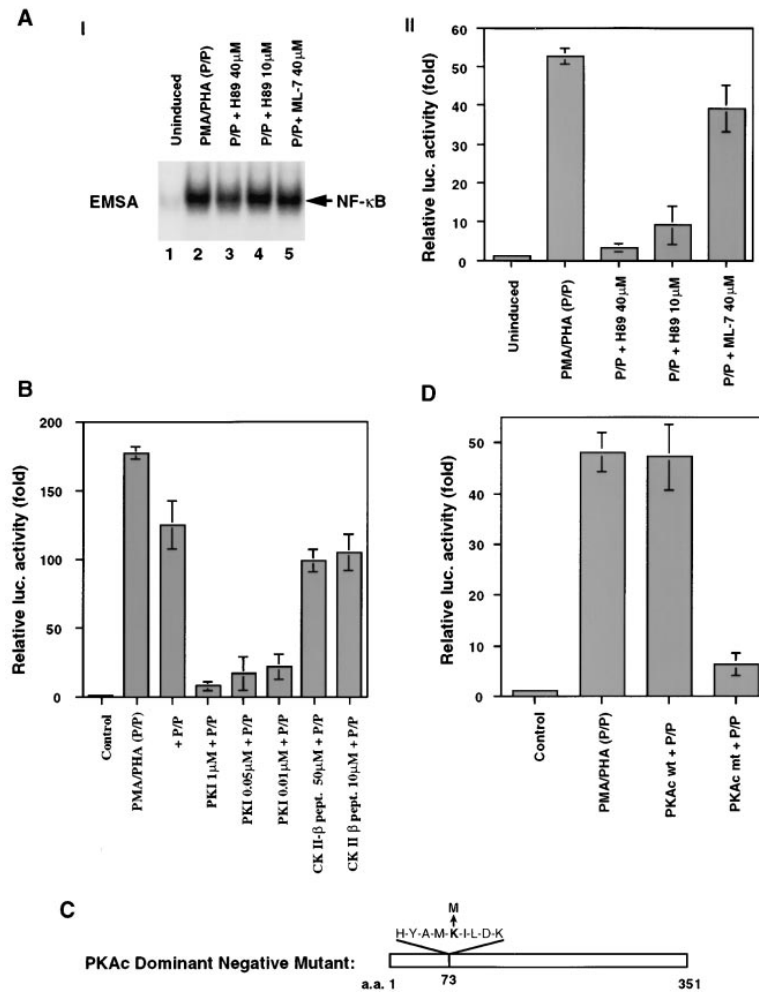 A
I
Uninduced
PMA/PHA (P/P)
P/P + H89 40μM
P/P + H89 10μM
P/P+ ML-7 40μM
EMSA
NF-κB
1 2 3 4 5
II
Relative luc. activity (fold)
60
50
40
30
20
10
0
Uninduced
PMA/PHA (P/P)
P/P + H89 40μM
P/P + H89 10μM
P/P + ML-7 40μM
B
Relative luc. activity (fold)
200
150
100
50
0
Control
PMA/PHA (P/P)
+ P/P
PKI 1μM + P/P
PKI 0.05μM + P/P
PKI 0.01μM + P/P
CK II-β pept. 50μM + P/P
CK II β pept. 10μM + P/P
D
Relative luc. activity (fold)
50
40
30
20
10
0
Control
PMA/PHA (P/P)
PKAc wt + P/P
PKAc mt + P/P
C
M
H-Y-A-M-K-I-L-D-K
PKAc Dominant Negative Mutant:
a.a. 1
73
351